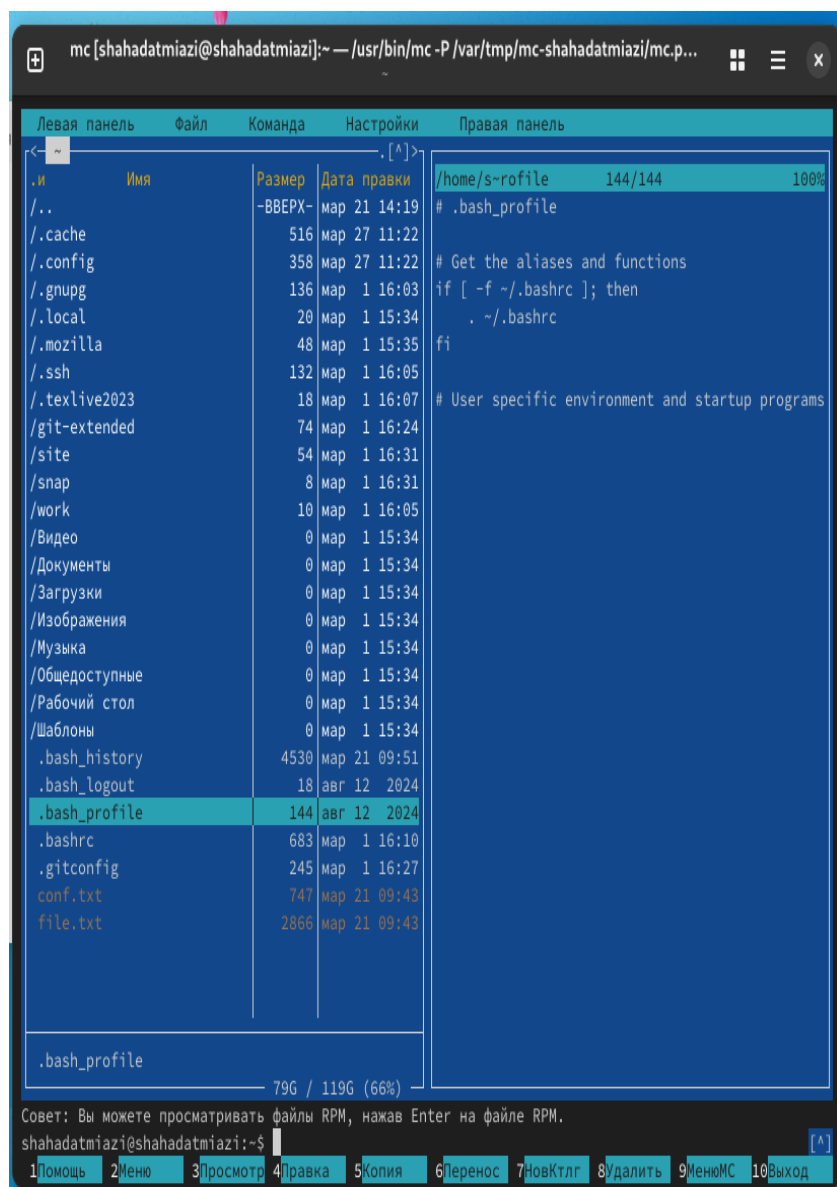 mc [shahadatmiazi@shahadatmiazi]:~ — /usr/bin/mc -P /var/tmp/mc-shahadatmiazi/mc.p...
~
Левая панель Файл Команда Настройки Правая панель
<─ ~ ─.[^]>
.и Имя Размер Дата правки
/.. -ВВЕРХ- мар 21 14:19
/.cache 516 мар 27 11:22
/.config 358 мар 27 11:22
/.gnupg 136 мар 1 16:03
/.local 20 мар 1 15:34
/.mozilla 48 мар 1 15:35
/.ssh 132 мар 1 16:05
/.texlive2023 18 мар 1 16:07
/git-extended 74 мар 1 16:24
/site 54 мар 1 16:31
/snap 8 мар 1 16:31
/work 10 мар 1 16:05
/Видео 0 мар 1 15:34
/Документы 0 мар 1 15:34
/Загрузки 0 мар 1 15:34
/Изображения 0 мар 1 15:34
/Музыка 0 мар 1 15:34
/Общедоступные 0 мар 1 15:34
/Рабочий стол 0 мар 1 15:34
/Шаблоны 0 мар 1 15:34
.bash_history 4530 мар 21 09:51
.bash_logout 18 авг 12 2024
.bash_profile 144 авг 12 2024
.bashrc 683 мар 1 16:10
.gitconfig 245 мар 1 16:27
conf.txt 747 мар 21 09:43
file.txt 2866 мар 21 09:43
.bash_profile
79G / 119G (66%)
/home/s~rofile 144/144 100%
# .bash_profile
# Get the aliases and functions
if [ -f ~/.bashrc ]; then
. ~/.bashrc
fi
# User specific environment and startup programs
Совет: Вы можете просматривать файлы RPM, нажав Enter на файле RPM.
shahadatmiazi@shahadatmiazi:~$ [^]
1Помощь 2Меню 3Просмотр 4Правка 5Копия 6Перенос 7НовКтлг 8Удалить 9МенюMC 10Выход